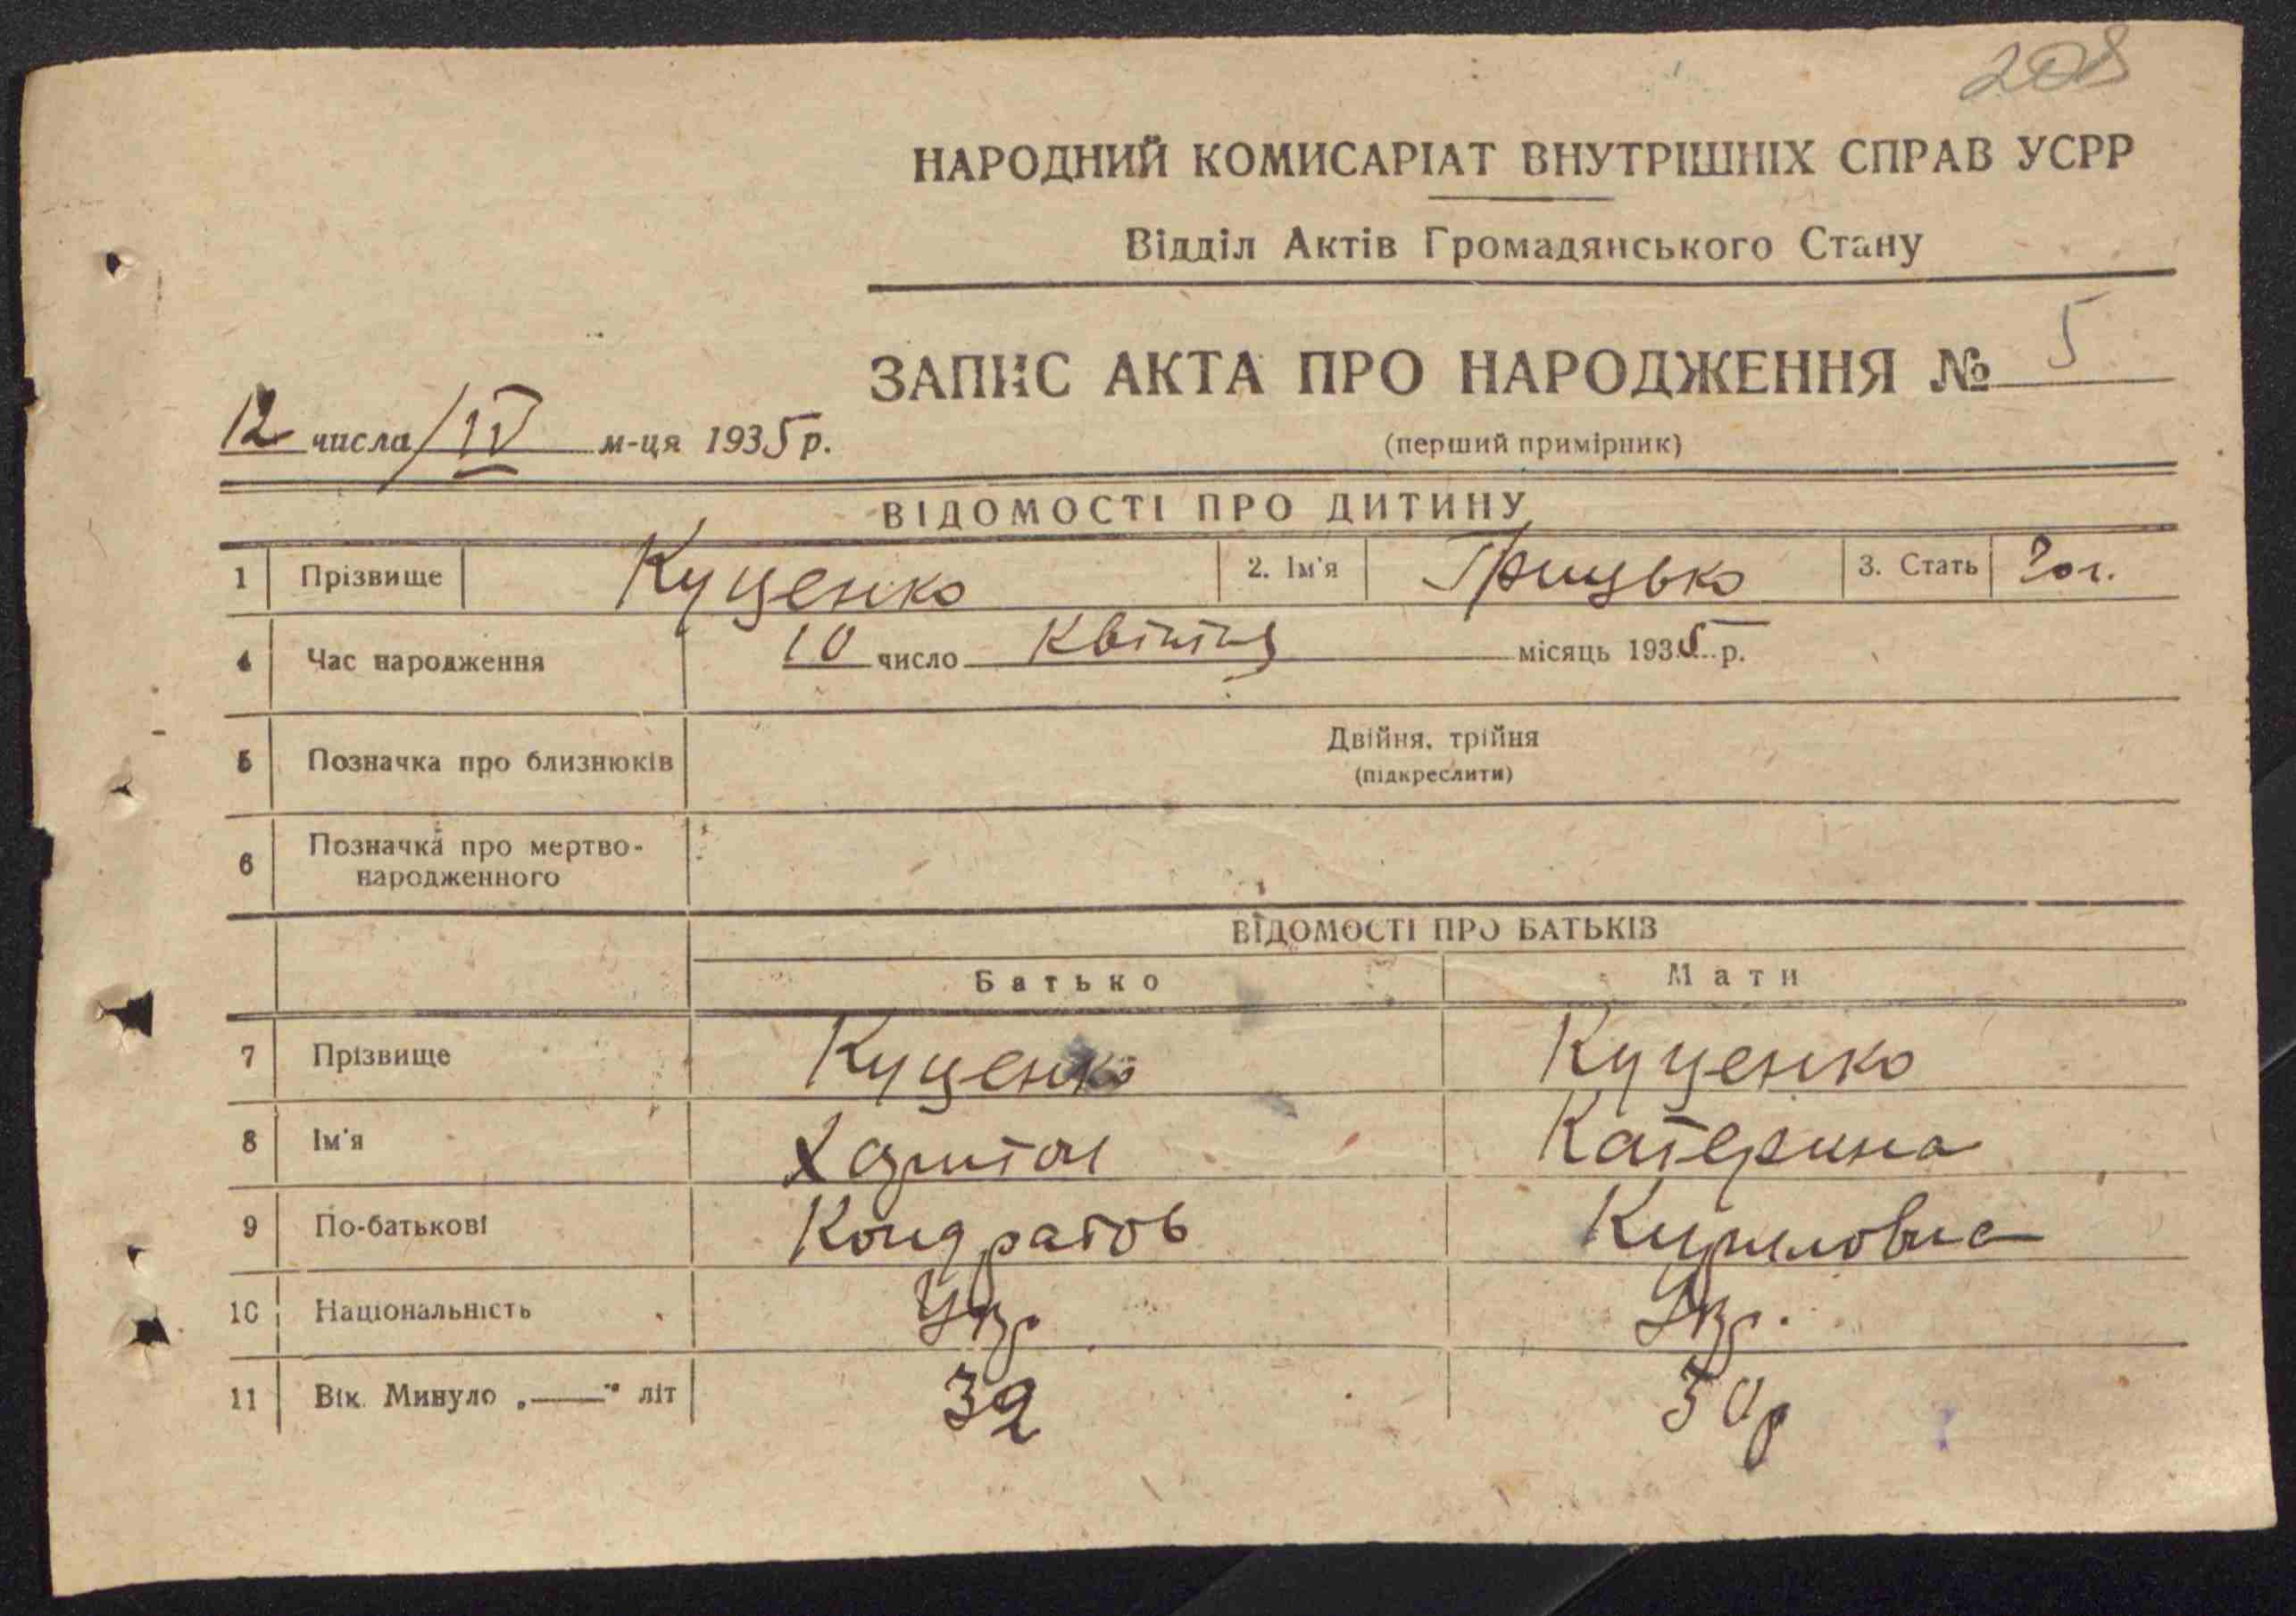 208
НАРОДНИЙ КОМИСАРІАТ ВНУТРІШНІХ СПРАВ УСРР
Відділ Актів Громадянського Стану
ЗАПИС АКТА ПРО НАРОДЖЕННЯ № 5
12 числа / IV м-ця 1935 р.
(перший примірник)
ВІДОМОСТІ ПРО ДИТИНУ
1 Прізвище Куценко 2. Ім'я Грицько 3. Стать чол.
4 Час народження 10 число Квітня місяць 1935 р.
5 Позначка про близнюків Двійня, трійня
(підкреслити)
6 Позначка про мертво-
народженного
ВІДОМОСТІ ПРО БАТЬКІВ
Батько Мати
7 Прізвище Куценко Куценко
8 Ім'я Харитон Катерина
9 По-батькові Кондратов Кириловна
10 Національність Укр. Укр.
11 Вік. Минуло „——" літ 32 30 р